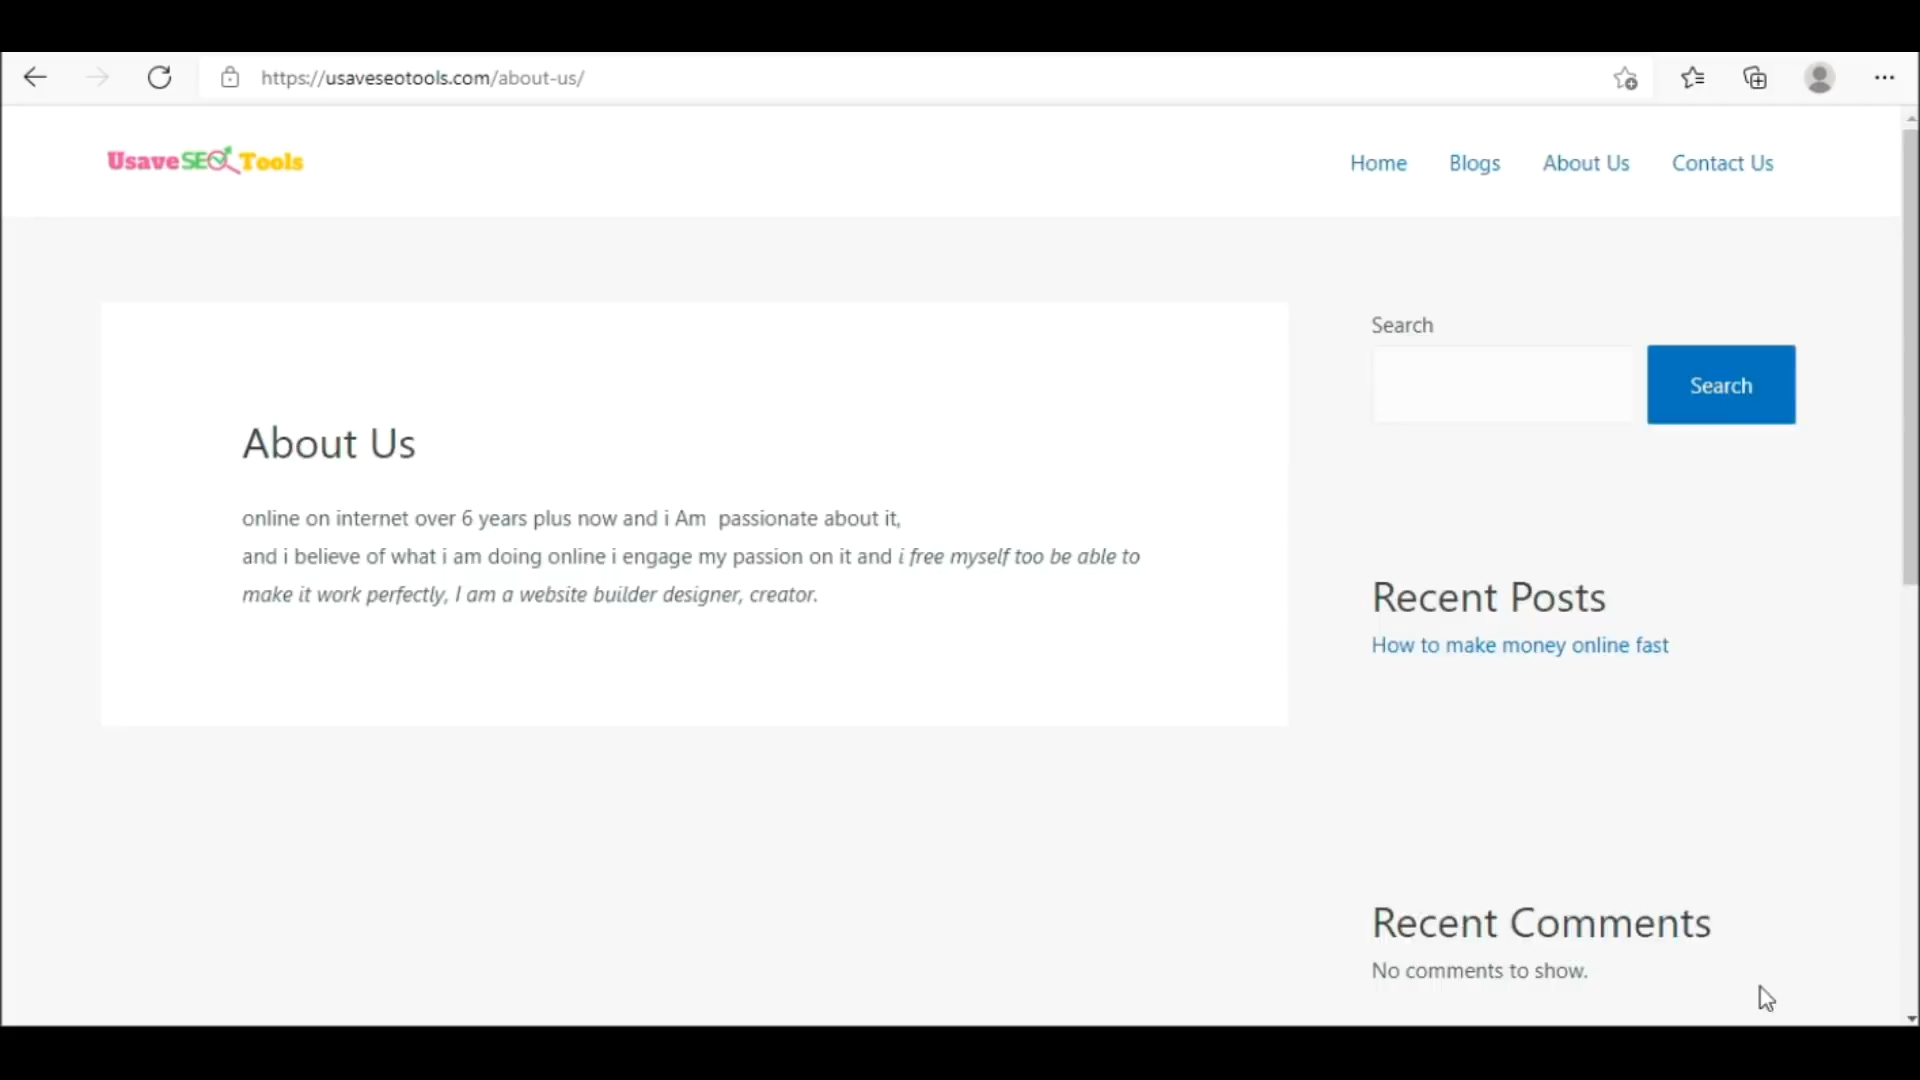 https://usaveseotools.com/about-us/
UsaveSEOTools
Home Blogs About Us Contact Us
Search
Search
About Us
online on internet over 6 years plus now and i Am  passionate about it,
and i believe of what i am doing online i engage my passion on it and i free myself too be able to
make it work perfectly, I am a website builder designer, creator.
Recent Posts
How to make money online fast
Recent Comments
No comments to show.